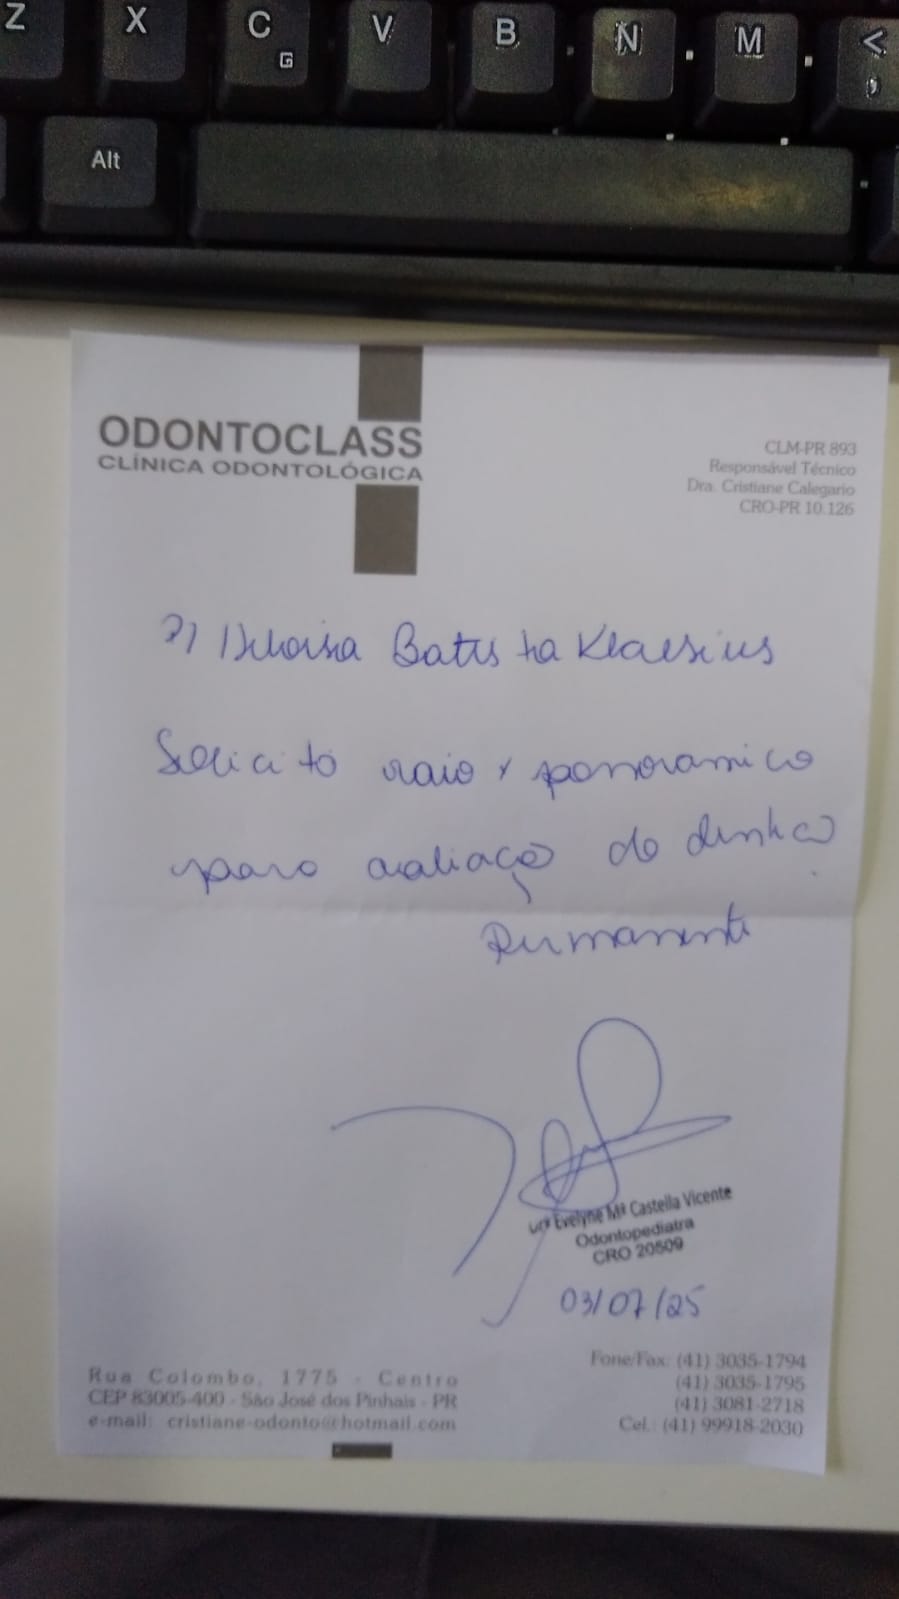 Z X C V B N M <
G ,
Alt
ODONTOCLASS
CLÍNICA ODONTOLÓGICA
CLM-PR 893
Responsável Técnico
Dra. Cristiane Calegario
CRO-PR 10.126
P/ Heloisa Batista
Solicito raio x panoramico
para avaliação da dentição
permanente
Drª Evelyne Mª Castella Vicente
Odontopediatra
CRO 20509
03/07/25
Rua Colombo, 1775 - Centro
CEP 83005-400 - São José dos Pinhais - PR
e-mail: cristiane-odonto@hotmail.com
Fone/Fax: (41) 3035-1794
(41) 3035-1795
(41) 3081-2718
Cel.: (41) 99918-2030